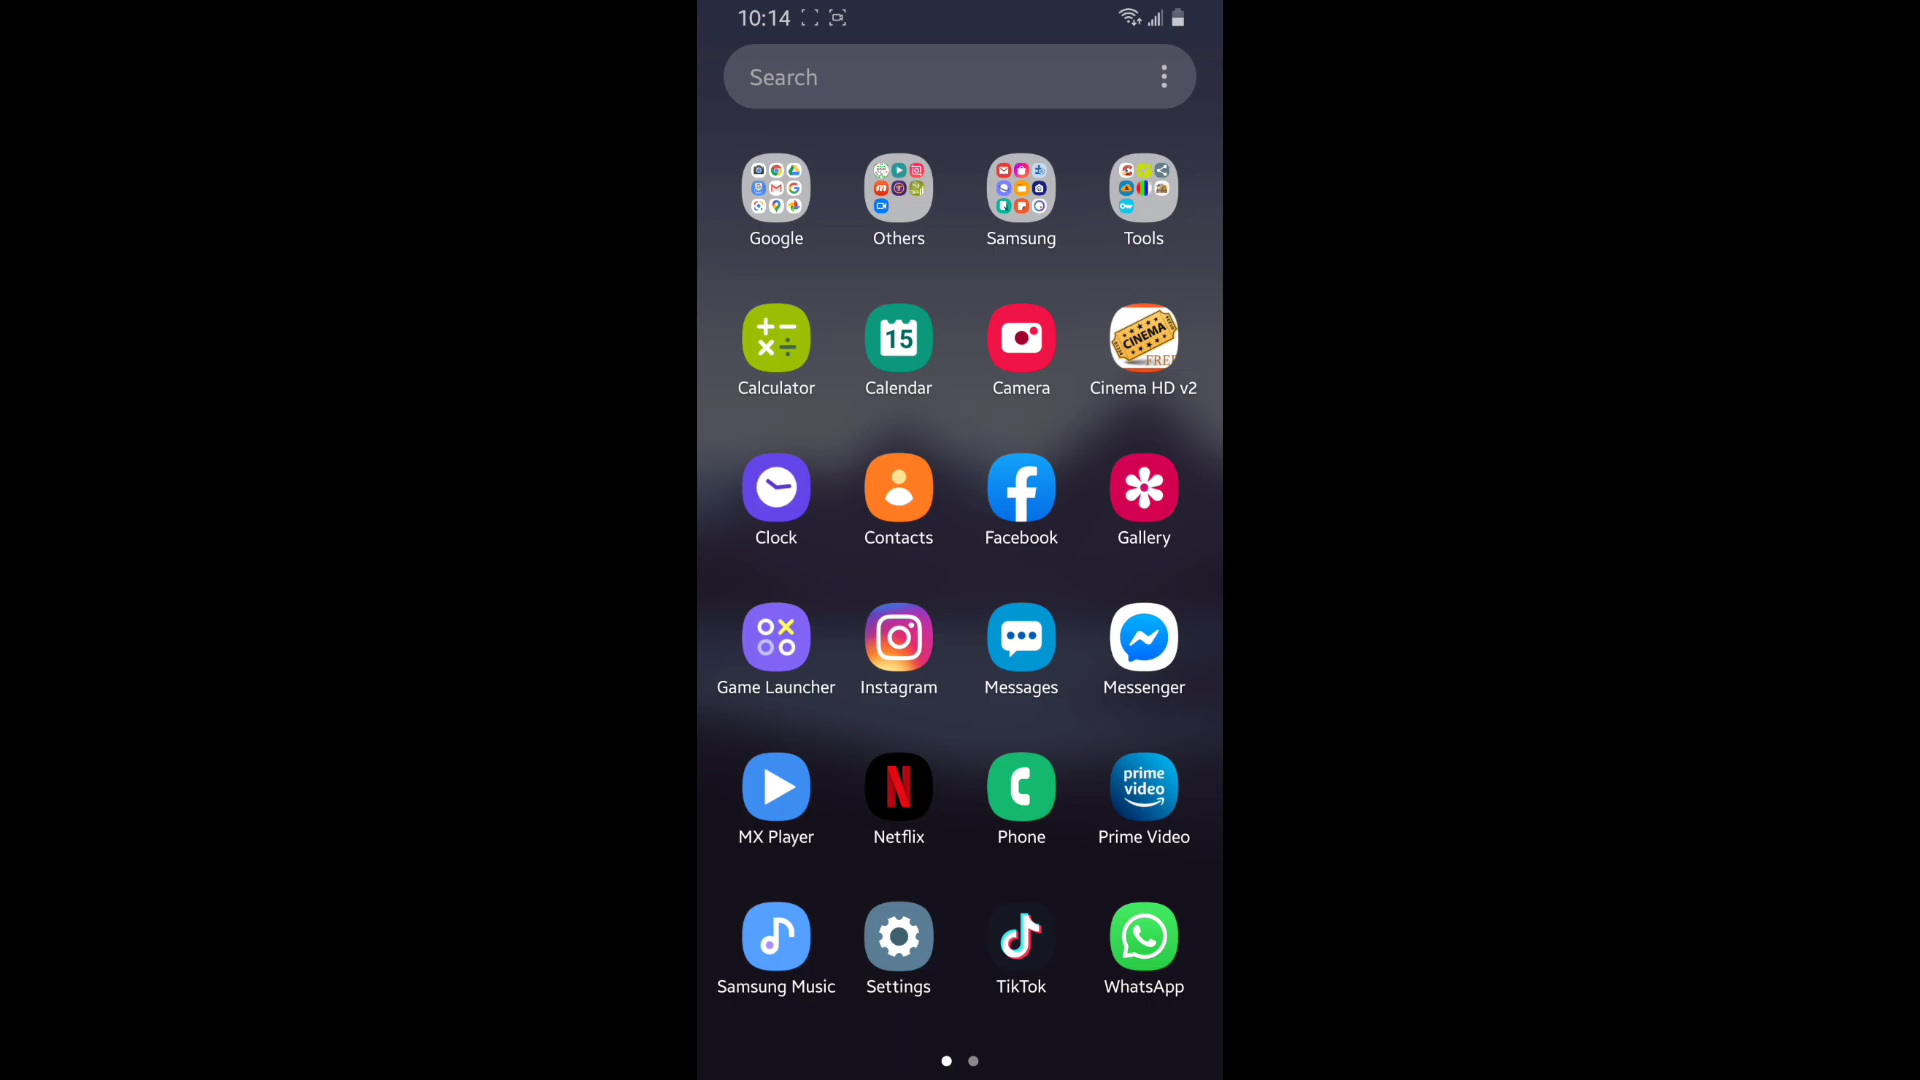 10:14
Search
Google Others Samsung Tools
15 CINEMA FREE
Calculator Calendar Camera Cinema HD v2
Clock Contacts Facebook Gallery
Game Launcher Instagram Messages Messenger
prime
video
MX Player Netflix Phone Prime Video
Samsung Music Settings TikTok WhatsApp